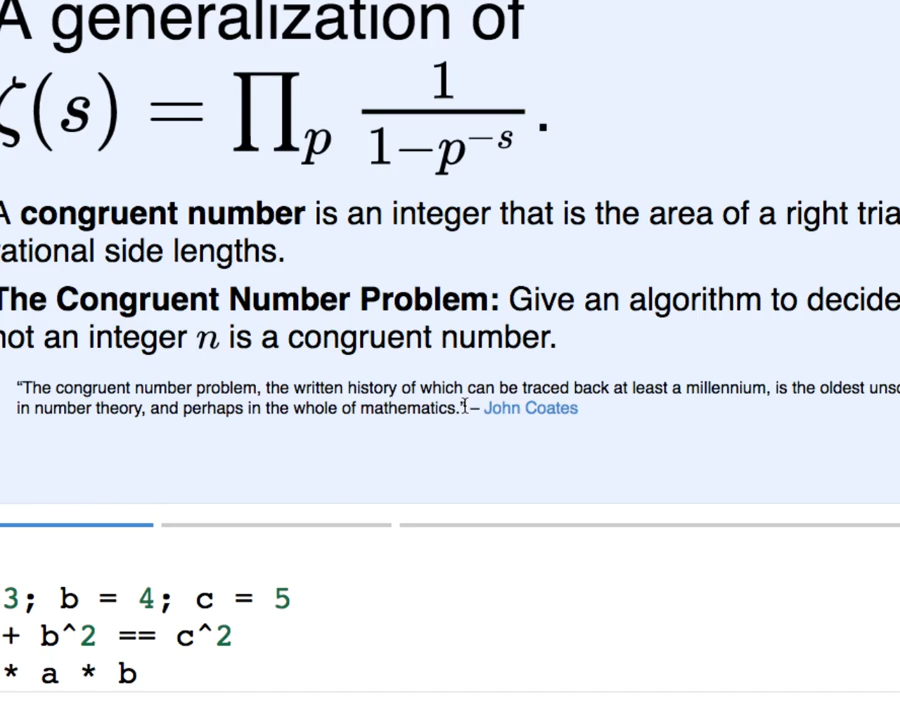 A generalization of
ζ(s) = ∏_p 1/(1−p^{−s}) .
A congruent number is an integer that is the area of a right tria
ational side lengths.
The Congruent Number Problem: Give an algorithm to decide
not an integer n is a congruent number.
“The congruent number problem, the written history of which can be traced back at least a millennium, is the oldest unso
in number theory, and perhaps in the whole of mathematics.” – John Coates
3; b = 4; c = 5
+ b^2 == c^2
* a * b